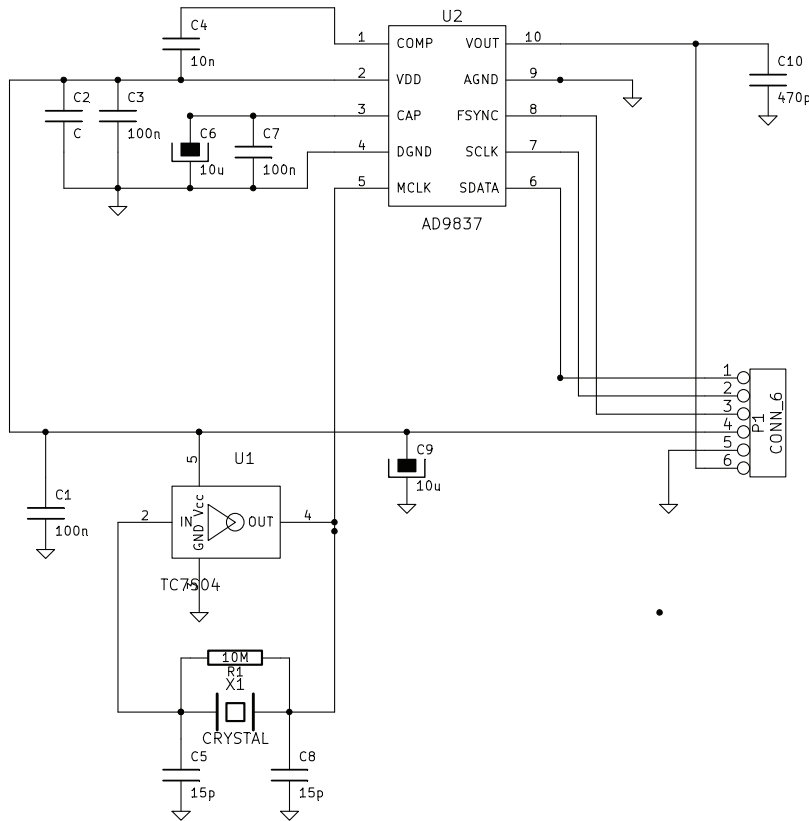 U2
C4
10n
1
COMP
VOUT
10
C10
470p
2
VDD
AGND
9
C2
C
C3
100n
3
CAP
FSYNC
8
C6
10u
C7
100n
4
DGND
SCLK
7
5
MCLK
SDATA
6
AD9837
1
2
3
4
5
6
P1
CONN_6
5
U1
C9
10u
C1
100n
2
IN
GND Vcc
OUT
4
TC7S04
3
10M
R1
X1
CRYSTAL
C5
15p
C8
15p